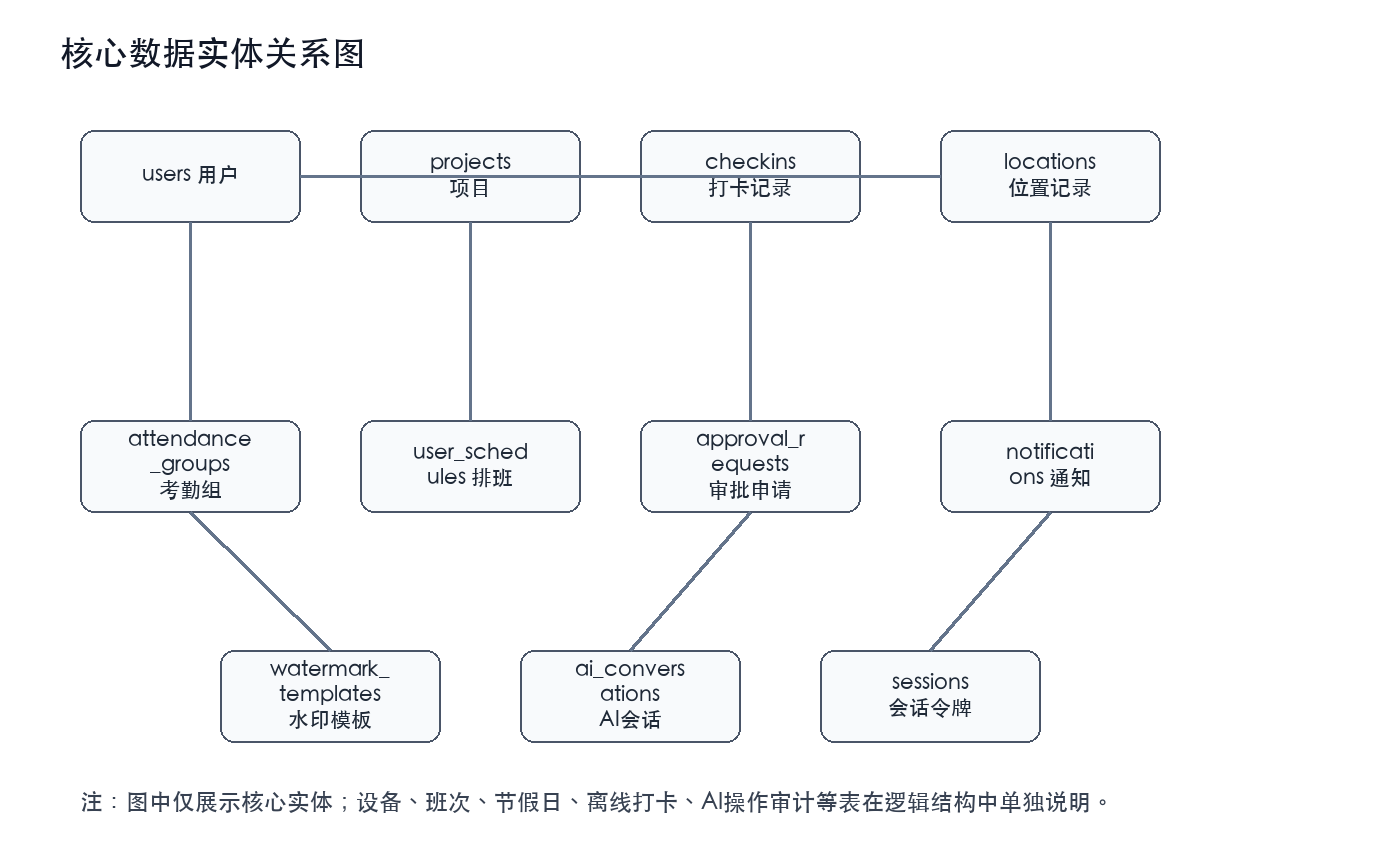 核心数据实体关系图
users 用户
projects
项目
checkins
打卡记录
locations
位置记录
attendance
_groups
考勤组
user_sched
ules 排班
approval_r
equests
审批申请
notificati
ons 通知
watermark_
templates
水印模板
ai_convers
ations
AI会话
sessions
会话令牌
注：图中仅展示核心实体；设备、班次、节假日、离线打卡、AI操作审计等表在逻辑结构中单独说明。